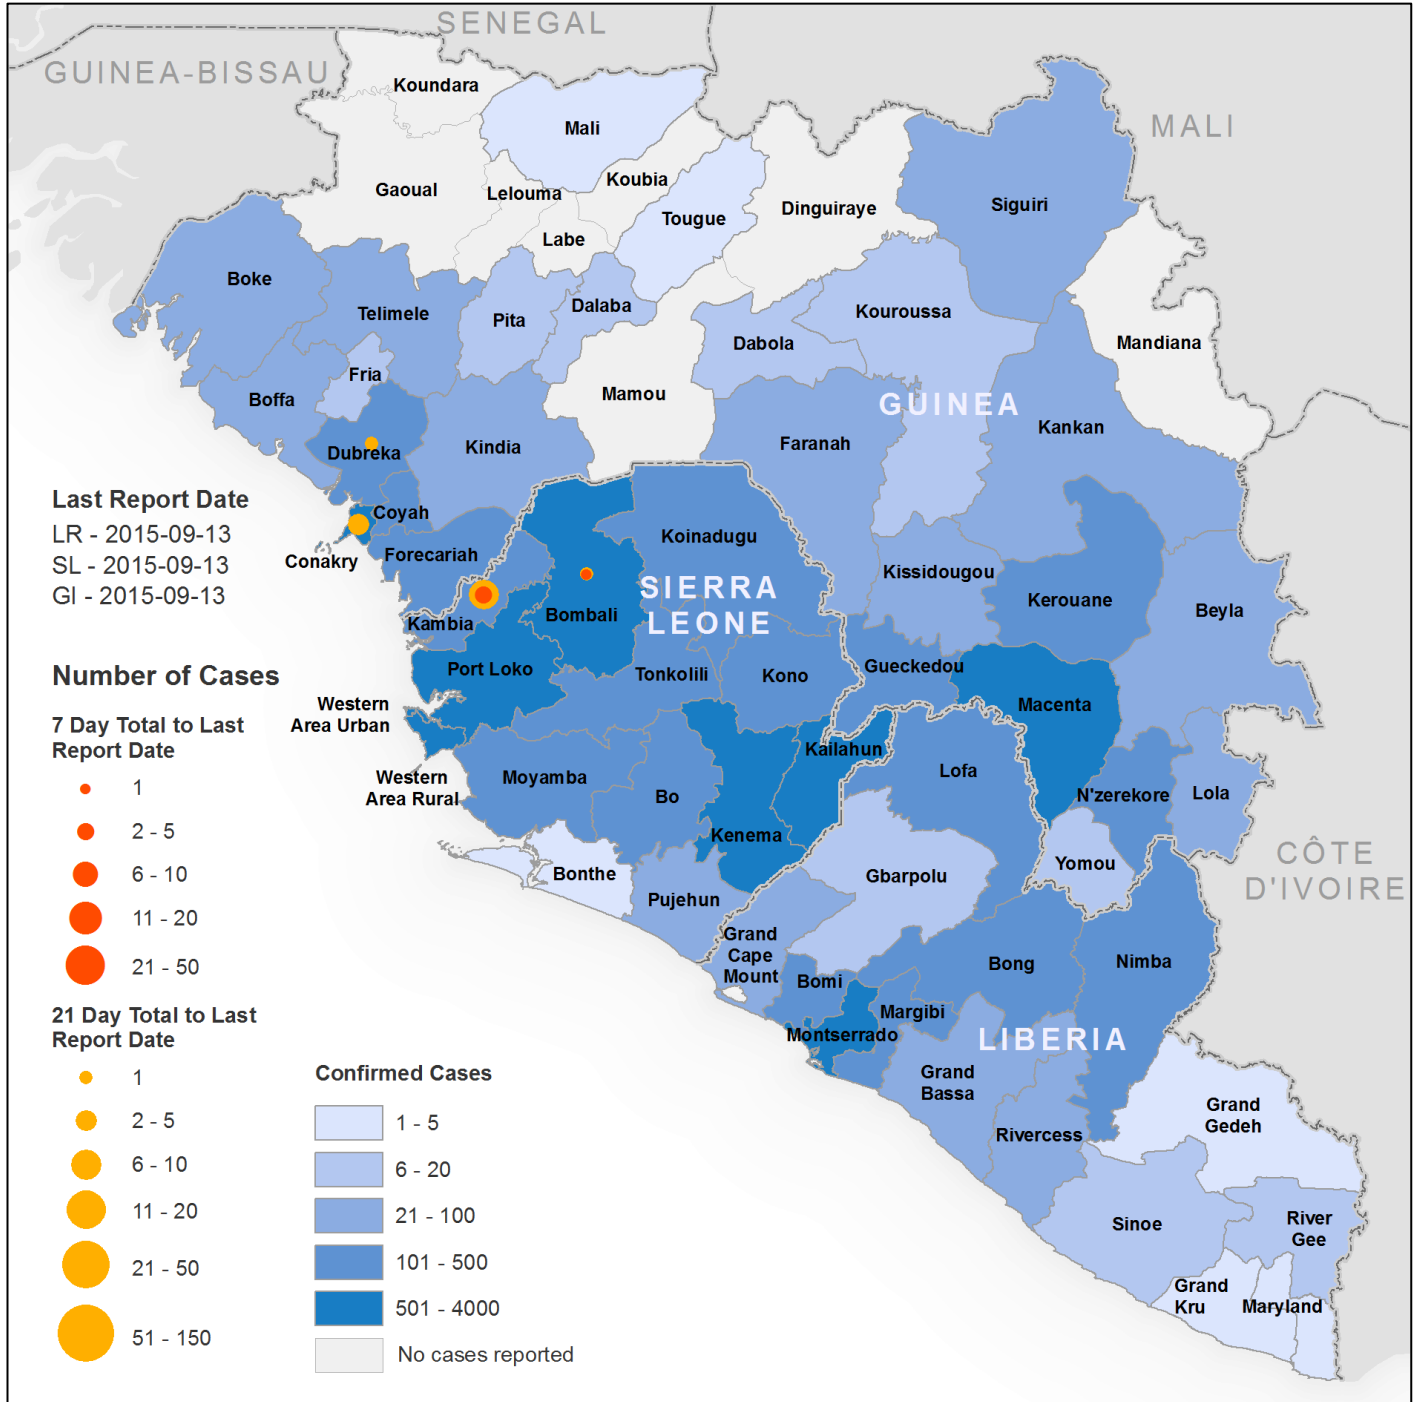 SENEGAL
GUINEA-BISSAU
MALI
Koundara
Mali
Gaoual
Lelouma
Koubia
Tougue
Dinguiraye
Siguiri
Labe
Boke
Telimele
Pita
Dalaba
Dabola
Kouroussa
Mandiana
Fria
Boffa
Mamou
GUINEA
Kankan
Dubreka
Kindia
Faranah
Coyah
Conakry
Forecariah
Koinadugu
Kissidougou
Kerouane
Beyla
SIERRA
LEONE
Kambia
Bombali
Port Loko
Tonkolili
Kono
Gueckedou
Macenta
Western
Area Urban
Western
Area Rural
Moyamba
Bo
Kailahun
Kenema
Lofa
N'zerekore
Lola
Bonthe
Pujehun
Gbarpolu
Yomou
CÔTE
D'IVOIRE
Grand
Cape
Mount
Bomi
Bong
Nimba
Margibi
Montserrado
LIBERIA
Grand
Bassa
Rivercess
Grand
Gedeh
Sinoe
River
Gee
Grand
Kru
Maryland
Last Report Date
LR - 2015-09-13
SL - 2015-09-13
GI - 2015-09-13
Number of Cases
7 Day Total to Last
Report Date
1
2 - 5
6 - 10
11 - 20
21 - 50
21 Day Total to Last
Report Date
1
2 - 5
6 - 10
11 - 20
21 - 50
51 - 150
Confirmed Cases
1 - 5
6 - 20
21 - 100
101 - 500
501 - 4000
No cases reported